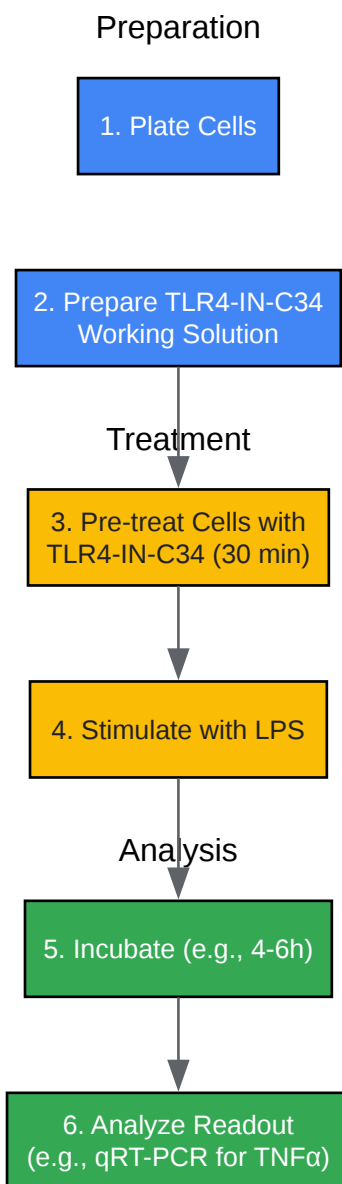 Preparation
1. Plate Cells
2. Prepare TLR4-IN-C34
Working Solution
Treatment
3. Pre-treat Cells with
TLR4-IN-C34 (30 min)
4. Stimulate with LPS
Analysis
5. Incubate (e.g., 4-6h)
6. Analyze Readout
(e.g., qRT-PCR for TNFα)